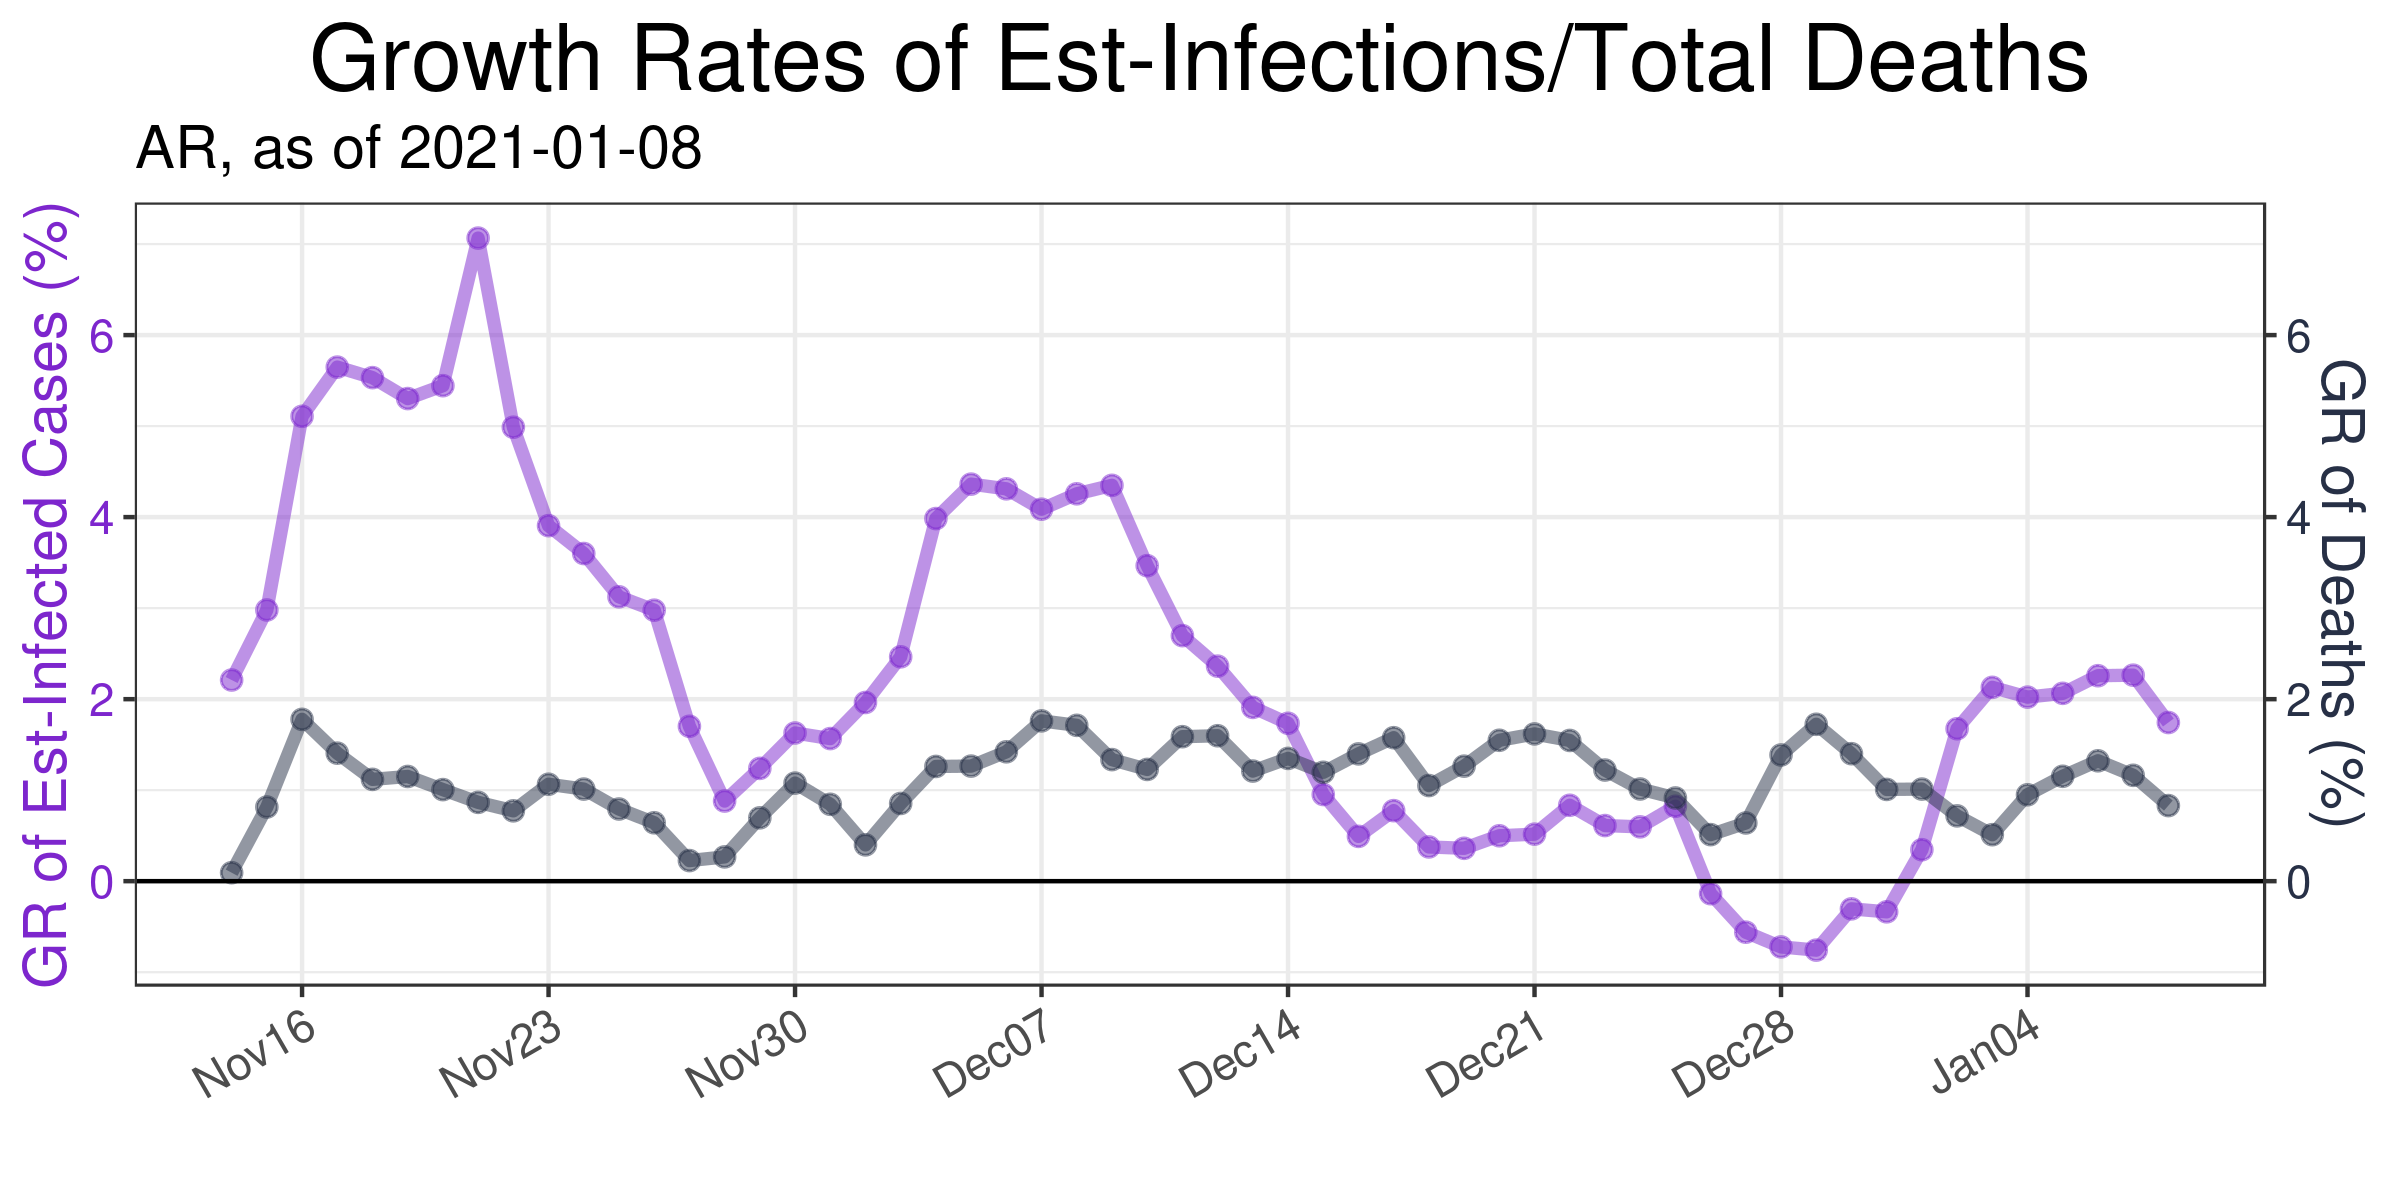 Growth Rates of Est-Infections/Total Deaths
AR, as of 2021-01-08
GR of Est-Infected Cases (%)
6
4
2
0
6
4
2
0
GR of Deaths (%)
Nov16
Nov23
Nov30
Dec07
Dec14
Dec21
Dec28
Jan04